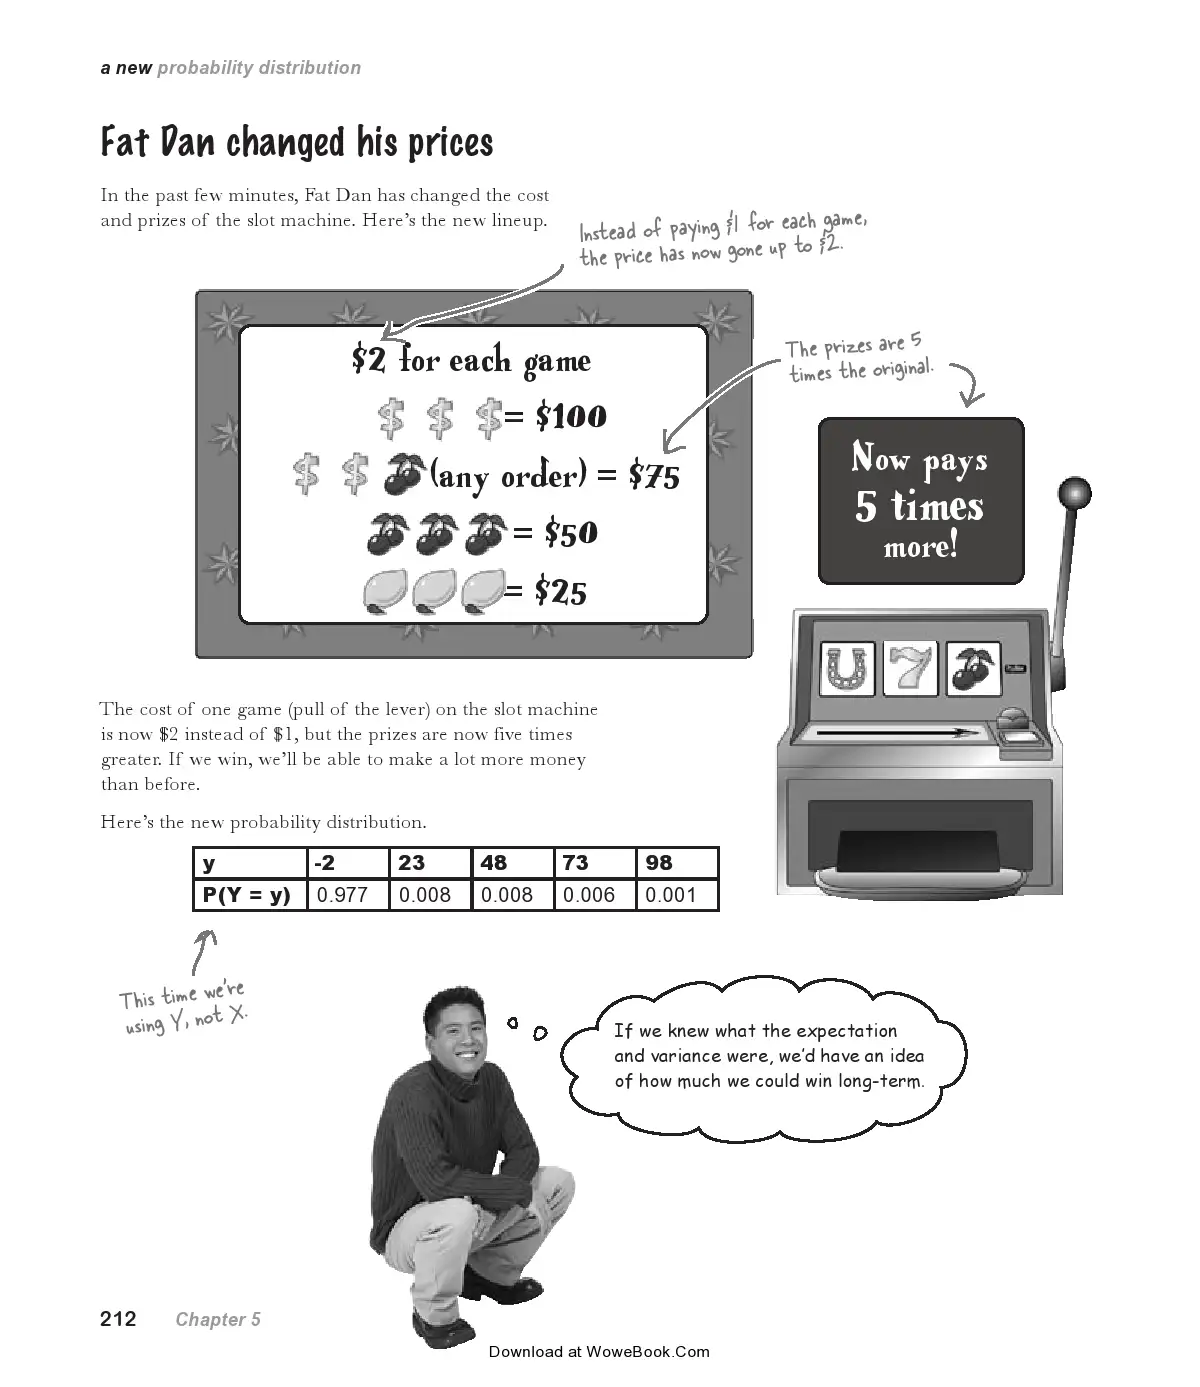 a new probability distribution
Fat Dan changed his prices
In the past few minutes, Fat Dan has changed the cost
and prizes of the slot machine. Here's the new lineup.
Instead of paying $1 for each game,
the price has now gone up to $2.
$2 for each game
$ $ $ = $100
The prizes are 5
times the original.
$ $ (any order) = $75
= $50
= $25
Now pays
5 times
more!
7
The cost of one game (pull of the lever) on the slot machine
is now $2 instead of $1, but the prizes are now five times
greater. If we win, we'll be able to make a lot more money
than before.
Here's the new probability distribution.
y -2 23 48 73 98
P(Y = y) 0.977 0.008 0.008 0.006 0.001
This time we're
using Y, not X.
If we knew what the expectation
and variance were, we'd have an idea
of how much we could win long-term.
212 Chapter 5
Download at WoweBook.Com